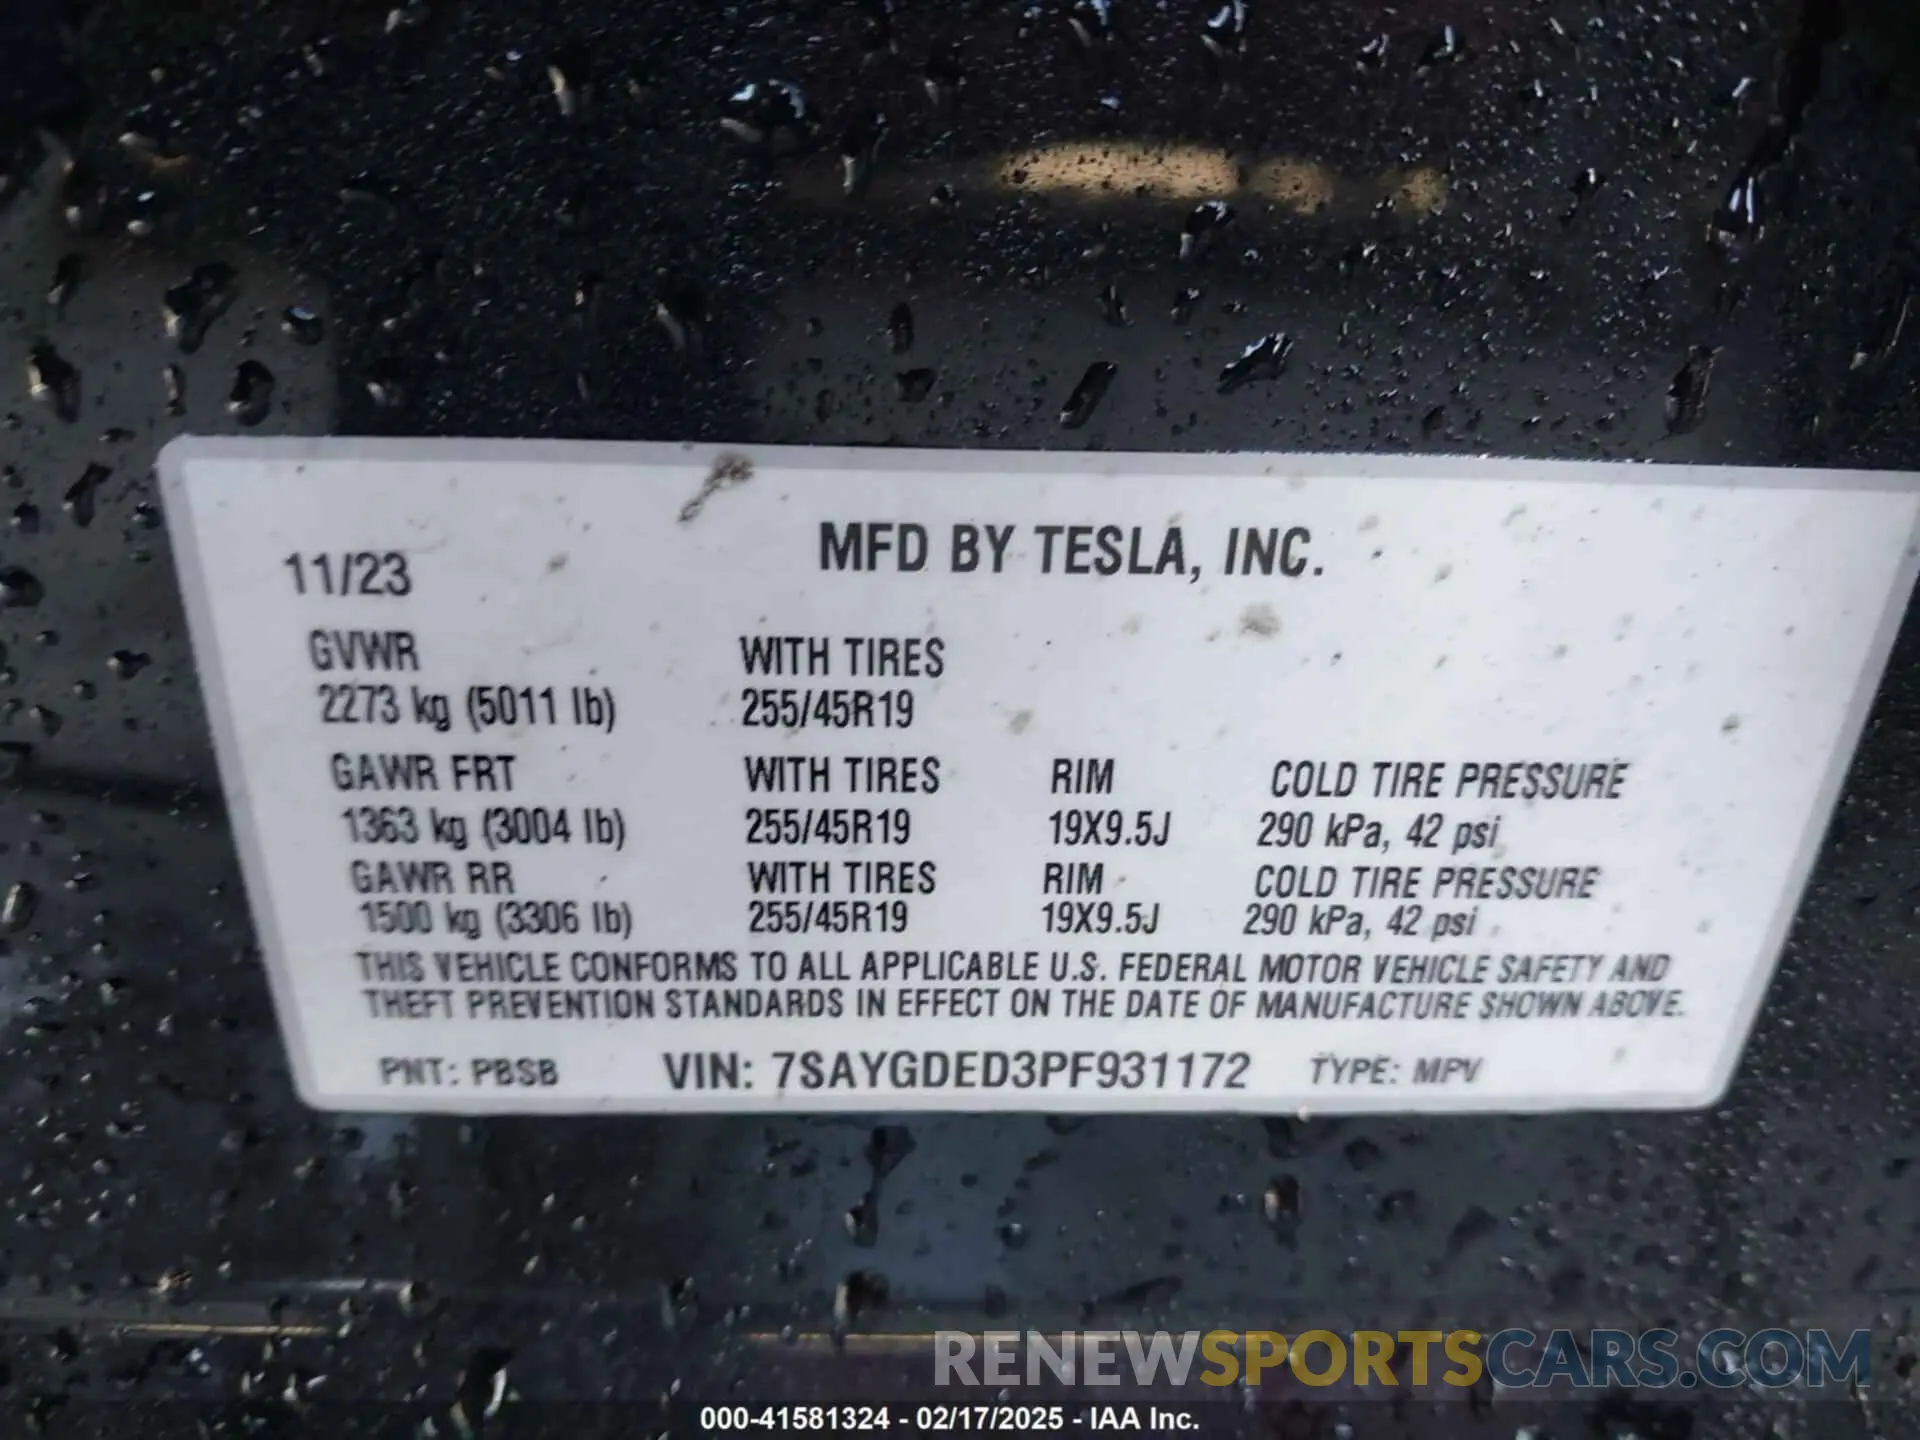 11/23 MFD BY TESLA, INC.
GVWR WITH TIRES
2273 kg (5011 lb) 255/45R19
GAWR FRT WITH TIRES RIM COLD TIRE PRESSURE
1363 kg (3004 lb) 255/45R19 19X9.5J 290 kPa, 42 psi
GAWR RR WITH TIRES RIM COLD TIRE PRESSURE
1500 kg (3306 lb) 255/45R19 19X9.5J 290 kPa, 42 psi
THIS VEHICLE CONFORMS TO ALL APPLICABLE U.S. FEDERAL MOTOR VEHICLE SAFETY AND
THEFT PREVENTION STANDARDS IN EFFECT ON THE DATE OF MANUFACTURE SHOWN ABOVE.
PNT: PBSB VIN: 7SAYGDED3PF931172 TYPE: MPV
RENEWSPORTSCARS.COM
000-41581324 - 02/17/2025 - IAA Inc.